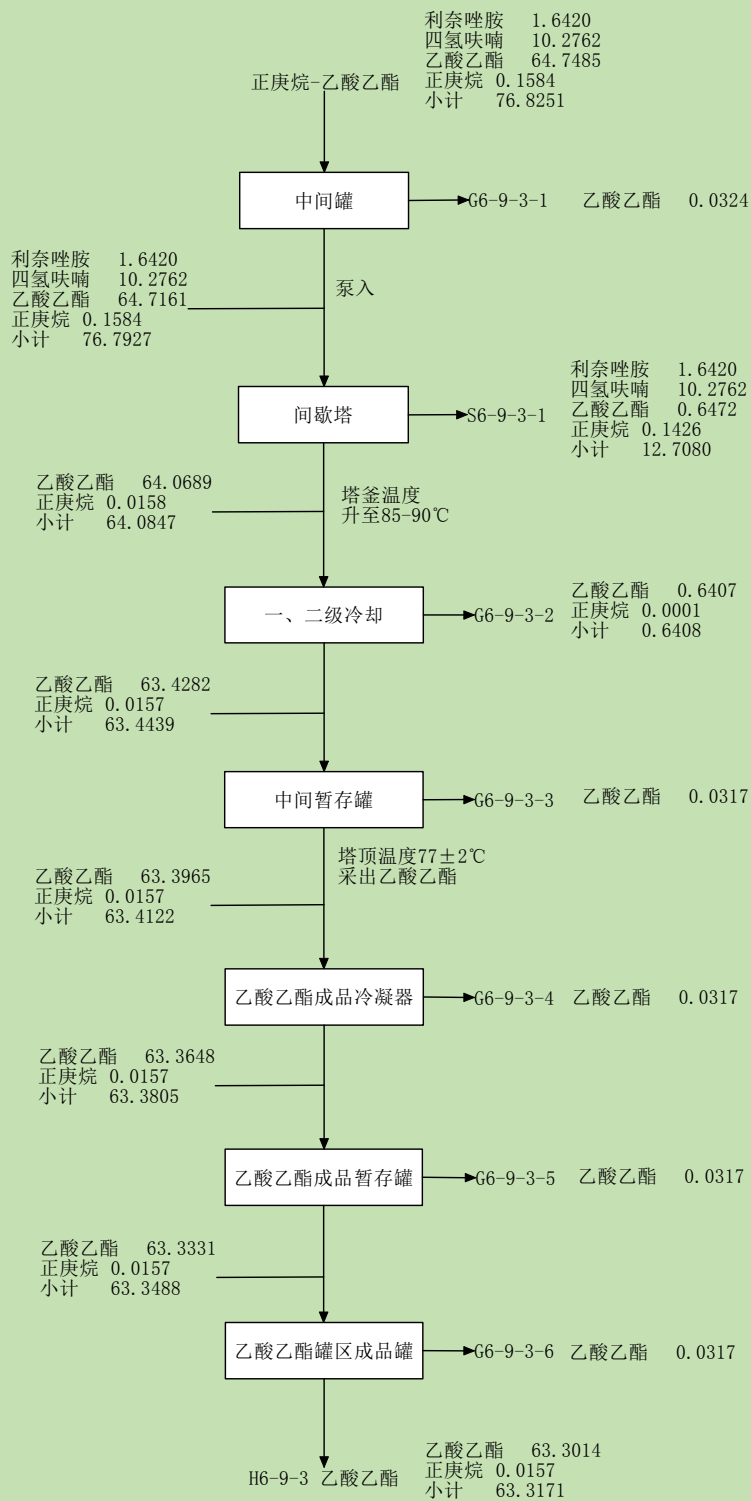 利奈唑胺 1.6420
四氢呋喃 10.2762
乙酸乙酯 64.7485
正庚烷 0.1584
小计 76.8251
正庚烷-乙酸乙酯
中间罐
G6-9-3-1 乙酸乙酯 0.0324
利奈唑胺 1.6420
四氢呋喃 10.2762
乙酸乙酯 64.7161
正庚烷 0.1584
小计 76.7927
泵入
间歇塔
S6-9-3-1
利奈唑胺 1.6420
四氢呋喃 10.2762
乙酸乙酯 0.6472
正庚烷 0.1426
小计 12.7080
乙酸乙酯 64.0689
正庚烷 0.0158
小计 64.0847
塔釜温度
升至85-90℃
一、二级冷却
G6-9-3-2
乙酸乙酯 0.6407
正庚烷 0.0001
小计 0.6408
乙酸乙酯 63.4282
正庚烷 0.0157
小计 63.4439
中间暂存罐
G6-9-3-3 乙酸乙酯 0.0317
塔顶温度77±2℃
采出乙酸乙酯
乙酸乙酯 63.3965
正庚烷 0.0157
小计 63.4122
乙酸乙酯成品冷凝器
G6-9-3-4 乙酸乙酯 0.0317
乙酸乙酯 63.3648
正庚烷 0.0157
小计 63.3805
乙酸乙酯成品暂存罐
G6-9-3-5 乙酸乙酯 0.0317
乙酸乙酯 63.3331
正庚烷 0.0157
小计 63.3488
乙酸乙酯罐区成品罐
G6-9-3-6 乙酸乙酯 0.0317
H6-9-3 乙酸乙酯
乙酸乙酯 63.3014
正庚烷 0.0157
小计 63.3171